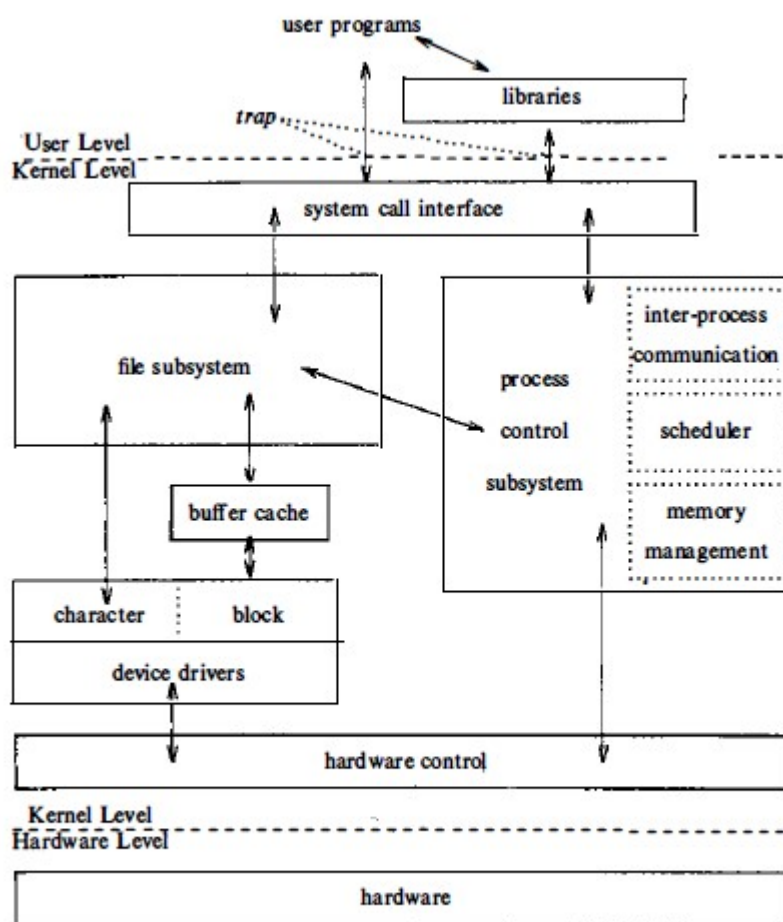 user programs
libraries
trap
User Level
Kernel Level
system call interface
file subsystem
inter-process
communication
process
control
subsystem
scheduler
memory
management
buffer cache
character
block
device drivers
hardware control
Kernel Level
Hardware Level
hardware